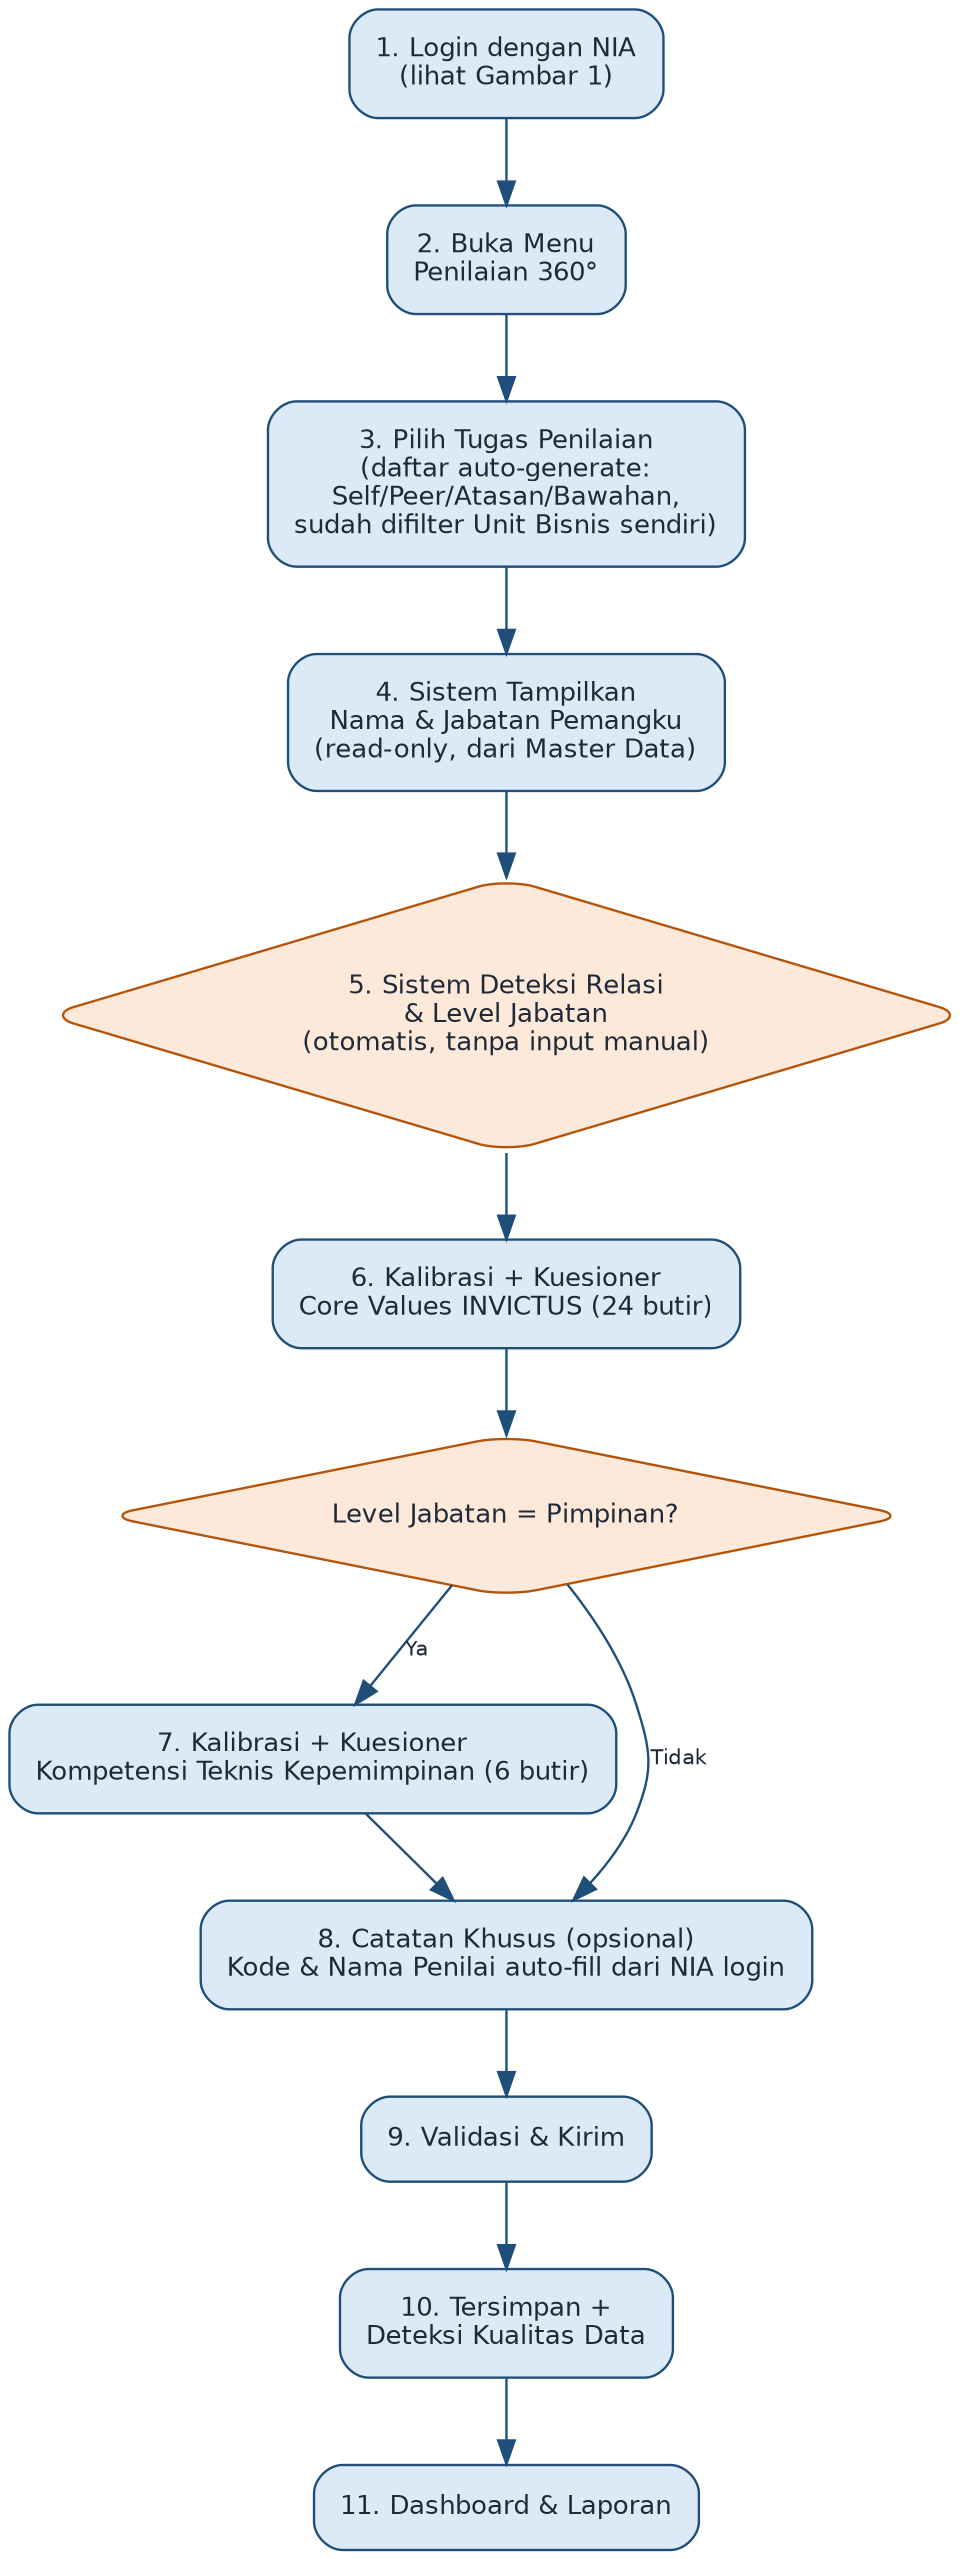 1. Login dengan NIA
(lihat Gambar 1)
2. Buka Menu
Penilaian 360°
3. Pilih Tugas Penilaian
(daftar auto-generate:
Self/Peer/Atasan/Bawahan,
sudah difilter Unit Bisnis sendiri)
4. Sistem Tampilkan
Nama & Jabatan Pemangku
(read-only, dari Master Data)
5. Sistem Deteksi Relasi
& Level Jabatan
(otomatis, tanpa input manual)
6. Kalibrasi + Kuesioner
Core Values INVICTUS (24 butir)
Level Jabatan = Pimpinan?
Ya
7. Kalibrasi + Kuesioner
Kompetensi Teknis Kepemimpinan (6 butir)
Tidak
8. Catatan Khusus (opsional)
Kode & Nama Penilai auto-fill dari NIA login
9. Validasi & Kirim
10. Tersimpan +
Deteksi Kualitas Data
11. Dashboard & Laporan